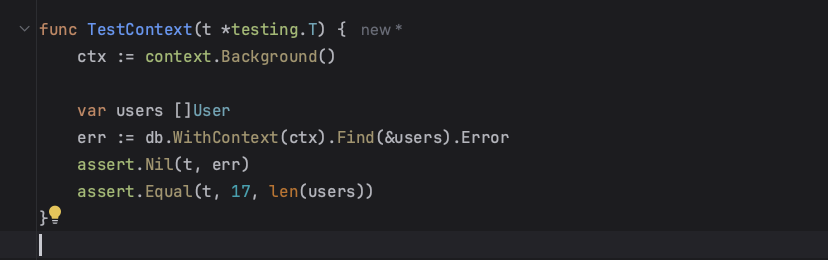 func TestContext(t *testing.T) { new *
    ctx := context.Background()

    var users []User
    err := db.WithContext(ctx).Find(&users).Error
    assert.Nil(t, err)
    assert.Equal(t, 17, len(users))
}